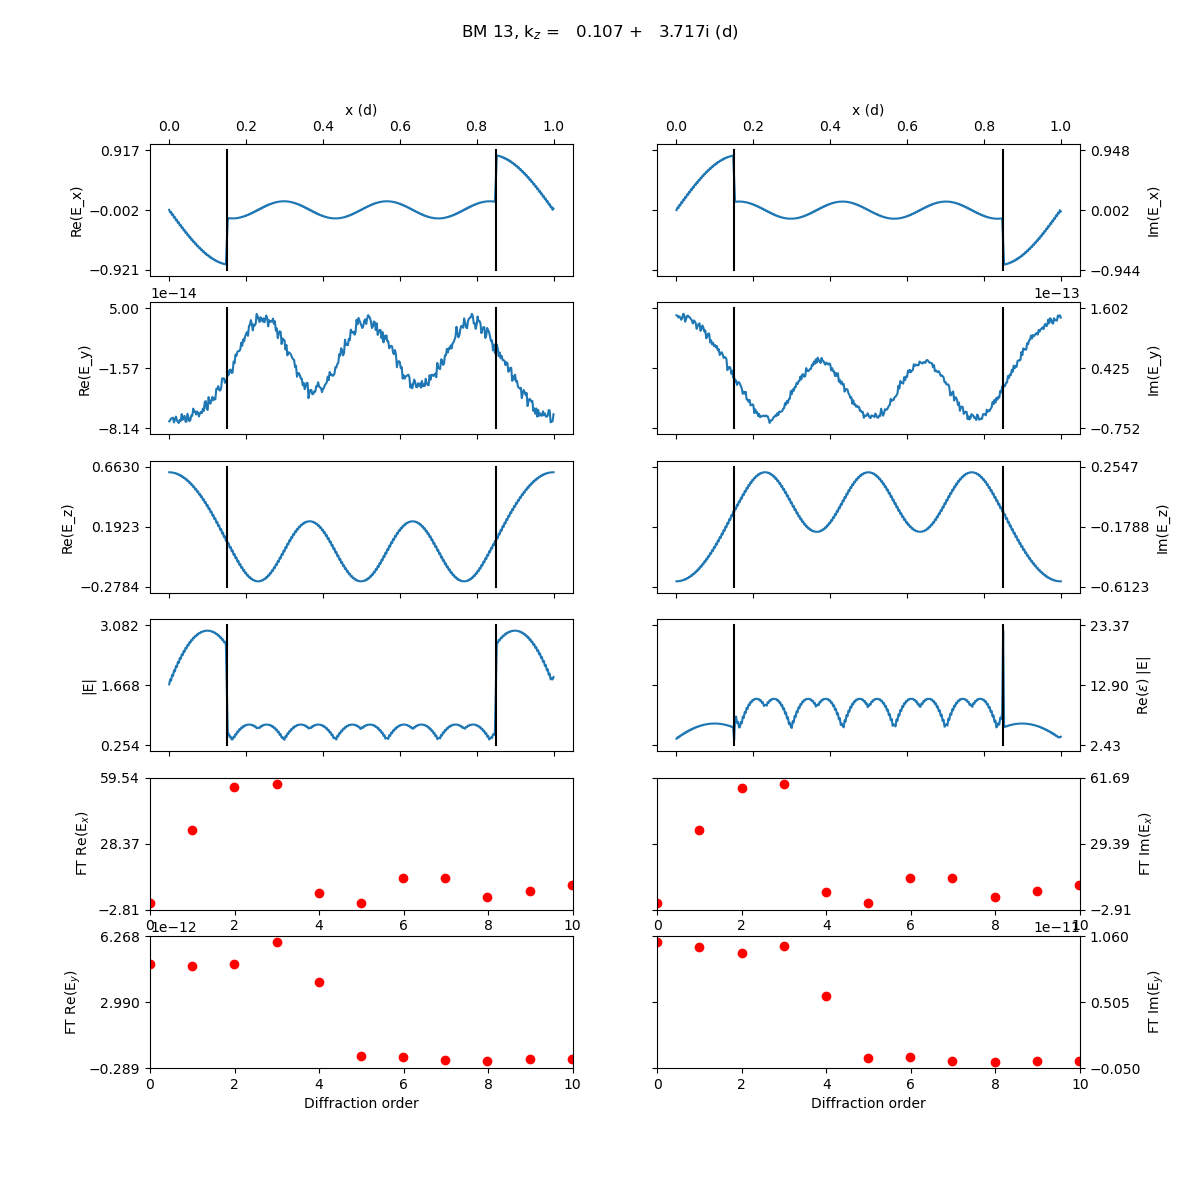 BM 13, k_z = 0.107 + 3.717i (d)
x (d)
x (d)
0.0 0.2 0.4 0.6 0.8 1.0
0.0 0.2 0.4 0.6 0.8 1.0
0.917
−0.002
−0.921
Re(E_x)
0.948
0.002
−0.944
Im(E_x)
1e−14
5.00
−1.57
−8.14
Re(E_y)
1e−13
1.602
0.425
−0.752
Im(E_y)
0.6630
0.1923
−0.2784
Re(E_z)
0.2547
−0.1788
−0.6123
Im(E_z)
3.082
1.668
0.254
|E|
23.37
12.90
2.43
Re(ε) |E|
59.54
28.37
−2.81
FT Re(E_x)
0 2 4 6 8 10
61.69
29.39
−2.91
FT Im(E_x)
0 2 4 6 8 10
1e−12
6.268
2.990
−0.289
FT Re(E_y)
0 2 4 6 8 10
Diffraction order
1e−11
1.060
0.505
−0.050
FT Im(E_y)
0 2 4 6 8 10
Diffraction order